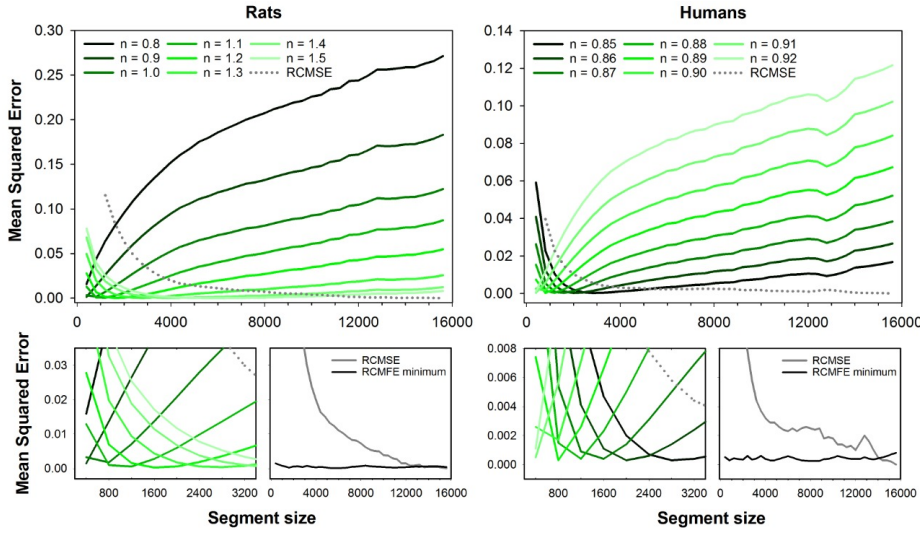 Rats
Humans
Mean Squared Error
0.30
0.25
0.20
0.15
0.10
0.05
0.00
n = 0.8
n = 0.9
n = 1.0
n = 1.1
n = 1.2
n = 1.3
n = 1.4
n = 1.5
RCMSE
0 4000 8000 12000 16000
0.14
0.12
0.10
0.08
0.06
0.04
0.02
0.00
n = 0.85
n = 0.86
n = 0.87
n = 0.88
n = 0.89
n = 0.90
n = 0.91
n = 0.92
RCMSE
0 4000 8000 12000 16000
Mean Squared Error
0.03
0.02
0.01
0.00
800 1600 2400 3200
RCMSE
RCMFE minimum
0 4000 8000 12000 16000
Segment size
0.008
0.006
0.004
0.002
0.000
800 1600 2400 3200
RCMSE
RCMFE minimum
0 4000 8000 12000 16000
Segment size